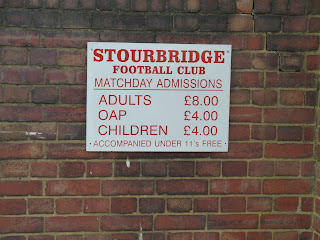 STOURBRIDGE
FOOTBALL CLUB
MATCHDAY ADMISSIONS
ADULTS £8.00
OAP £4.00
CHILDREN £4.00
• ACCOMPANIED UNDER 11's FREE •